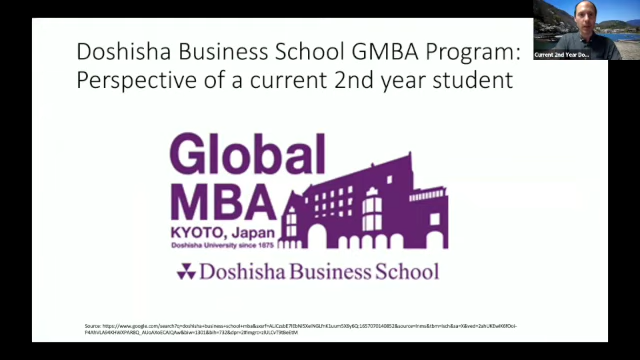 Doshisha Business School GMBA Program:
Perspective of a current 2nd year student
Current 2nd Year Do...
Global
MBA
KYOTO, Japan
Doshisha University since 1875
Doshisha Business School